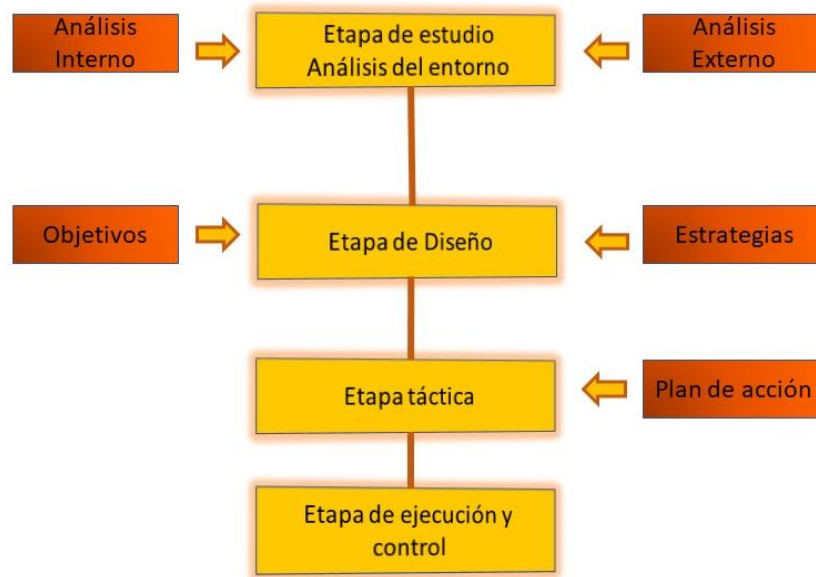 Análisis
Interno
Etapa de estudio
Análisis del entorno
Análisis
Externo
Objetivos
Etapa de Diseño
Estrategias
Etapa táctica
Plan de acción
Etapa de ejecución y
control